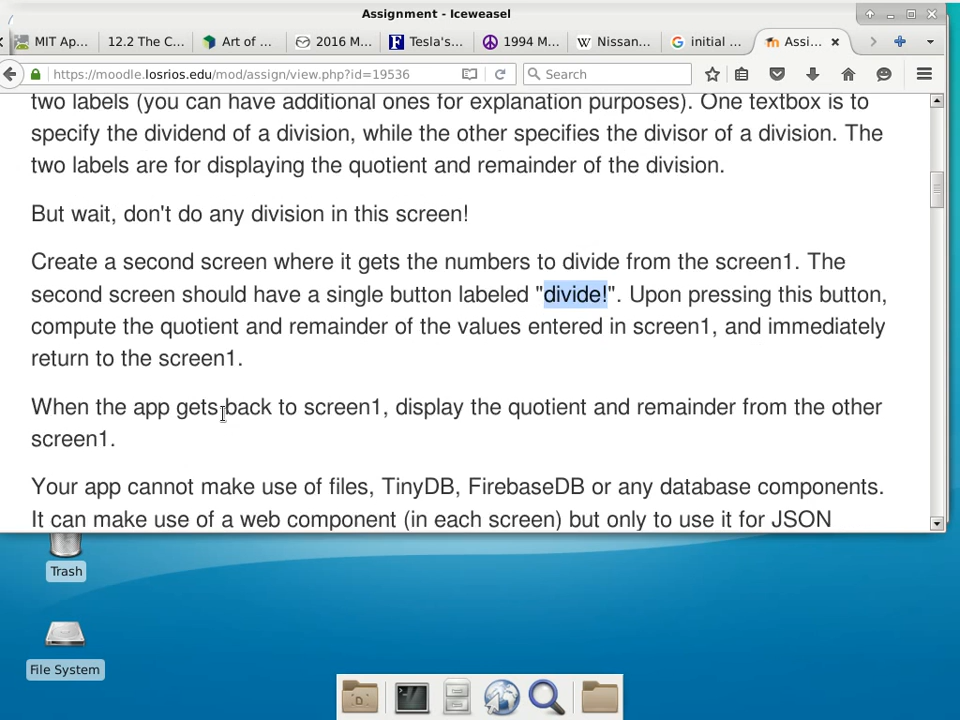 Assignment - Iceweasel
MIT Ap... 12.2 The C... Art of ... 2016 M... Tesla's... 1994 M... Nissan... initial ... Assi...
https://moodle.losrios.edu/mod/assign/view.php?id=19536 Search
two labels (you can have additional ones for explanation purposes). One textbox is to
specify the dividend of a division, while the other specifies the divisor of a division. The
two labels are for displaying the quotient and remainder of the division.
But wait, don't do any division in this screen!
Create a second screen where it gets the numbers to divide from the screen1. The
second screen should have a single button labeled "divide!". Upon pressing this button,
compute the quotient and remainder of the values entered in screen1, and immediately
return to the screen1.
When the app gets back to screen1, display the quotient and remainder from the other
screen1.
Your app cannot make use of files, TinyDB, FirebaseDB or any database components.
It can make use of a web component (in each screen) but only to use it for JSON
Trash
File System